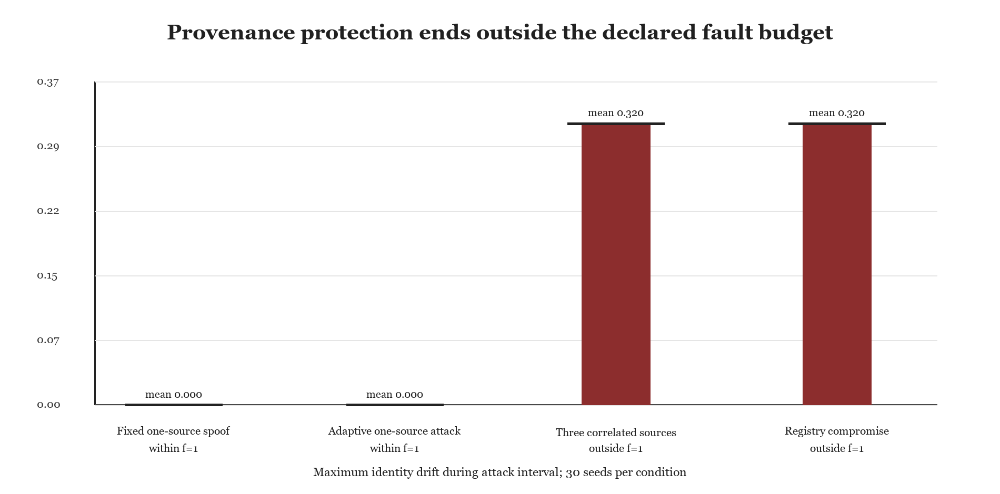 Provenance protection ends outside the declared fault budget
0.37
mean 0.320
mean 0.320
0.29
0.22
0.15
0.07
mean 0.000
mean 0.000
0.00
Fixed one-source spoof
within f=1
Adaptive one-source attack
within f=1
Three correlated sources
outside f=1
Registry compromise
outside f=1
Maximum identity drift during attack interval; 30 seeds per condition